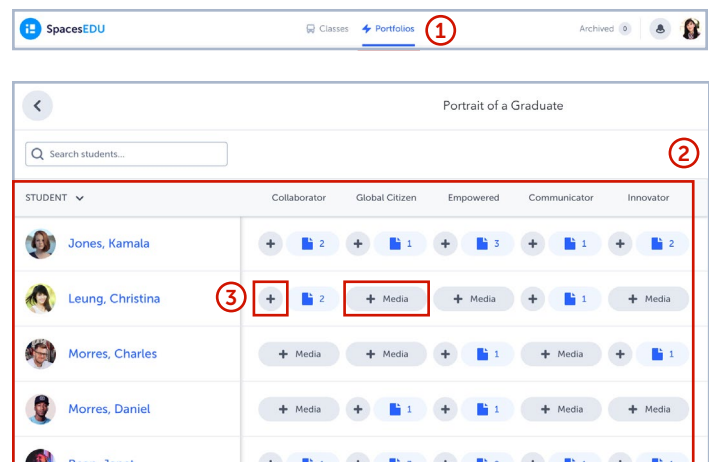 SpacesEDU Classes Portfolios 1 Archived 0
Portrait of a Graduate
Search students...
2
STUDENT Collaborator Global Citizen Empowered Communicator Innovator
Jones, Kamala + 2 + 1 + 3 + 1 + 2
Leung, Christina 3 + 2 + Media + Media + 1 + Media
Morres, Charles + Media + Media + 1 + Media + 1
Morres, Daniel + Media + 1 + 1 + Media + Media